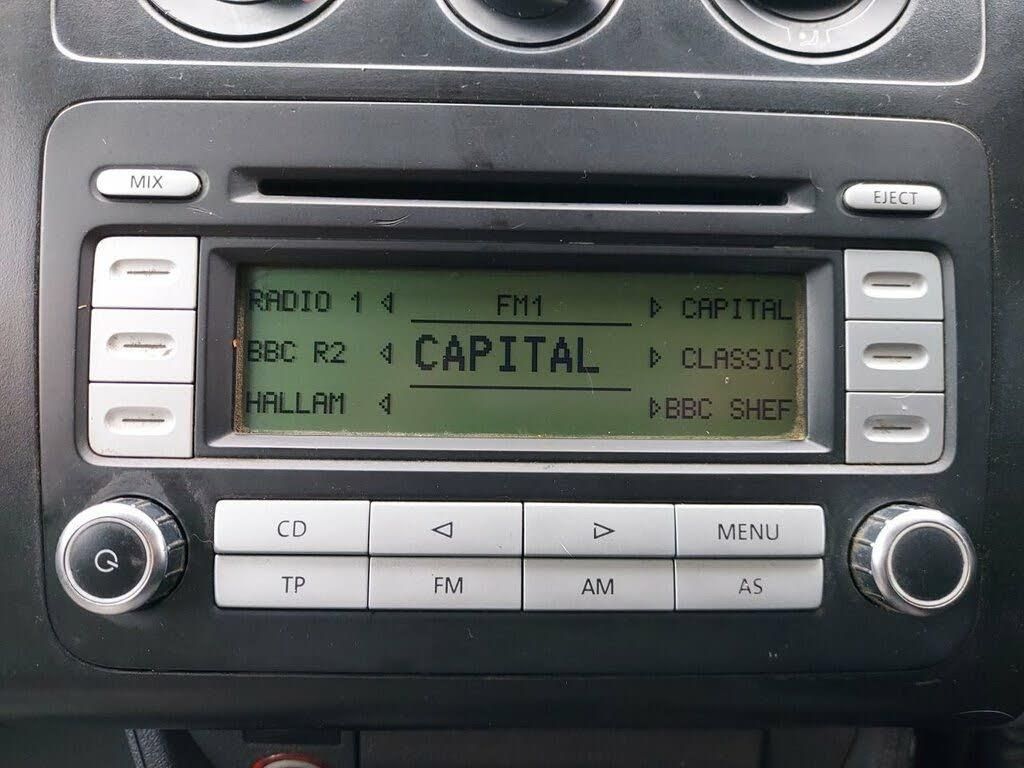 MIX
EJECT
RADIO 1 FM1 CAPITAL
BBC R2 CAPITAL CLASSIC
HALLAM BBC SHEF
CD MENU
TP FM AM AS